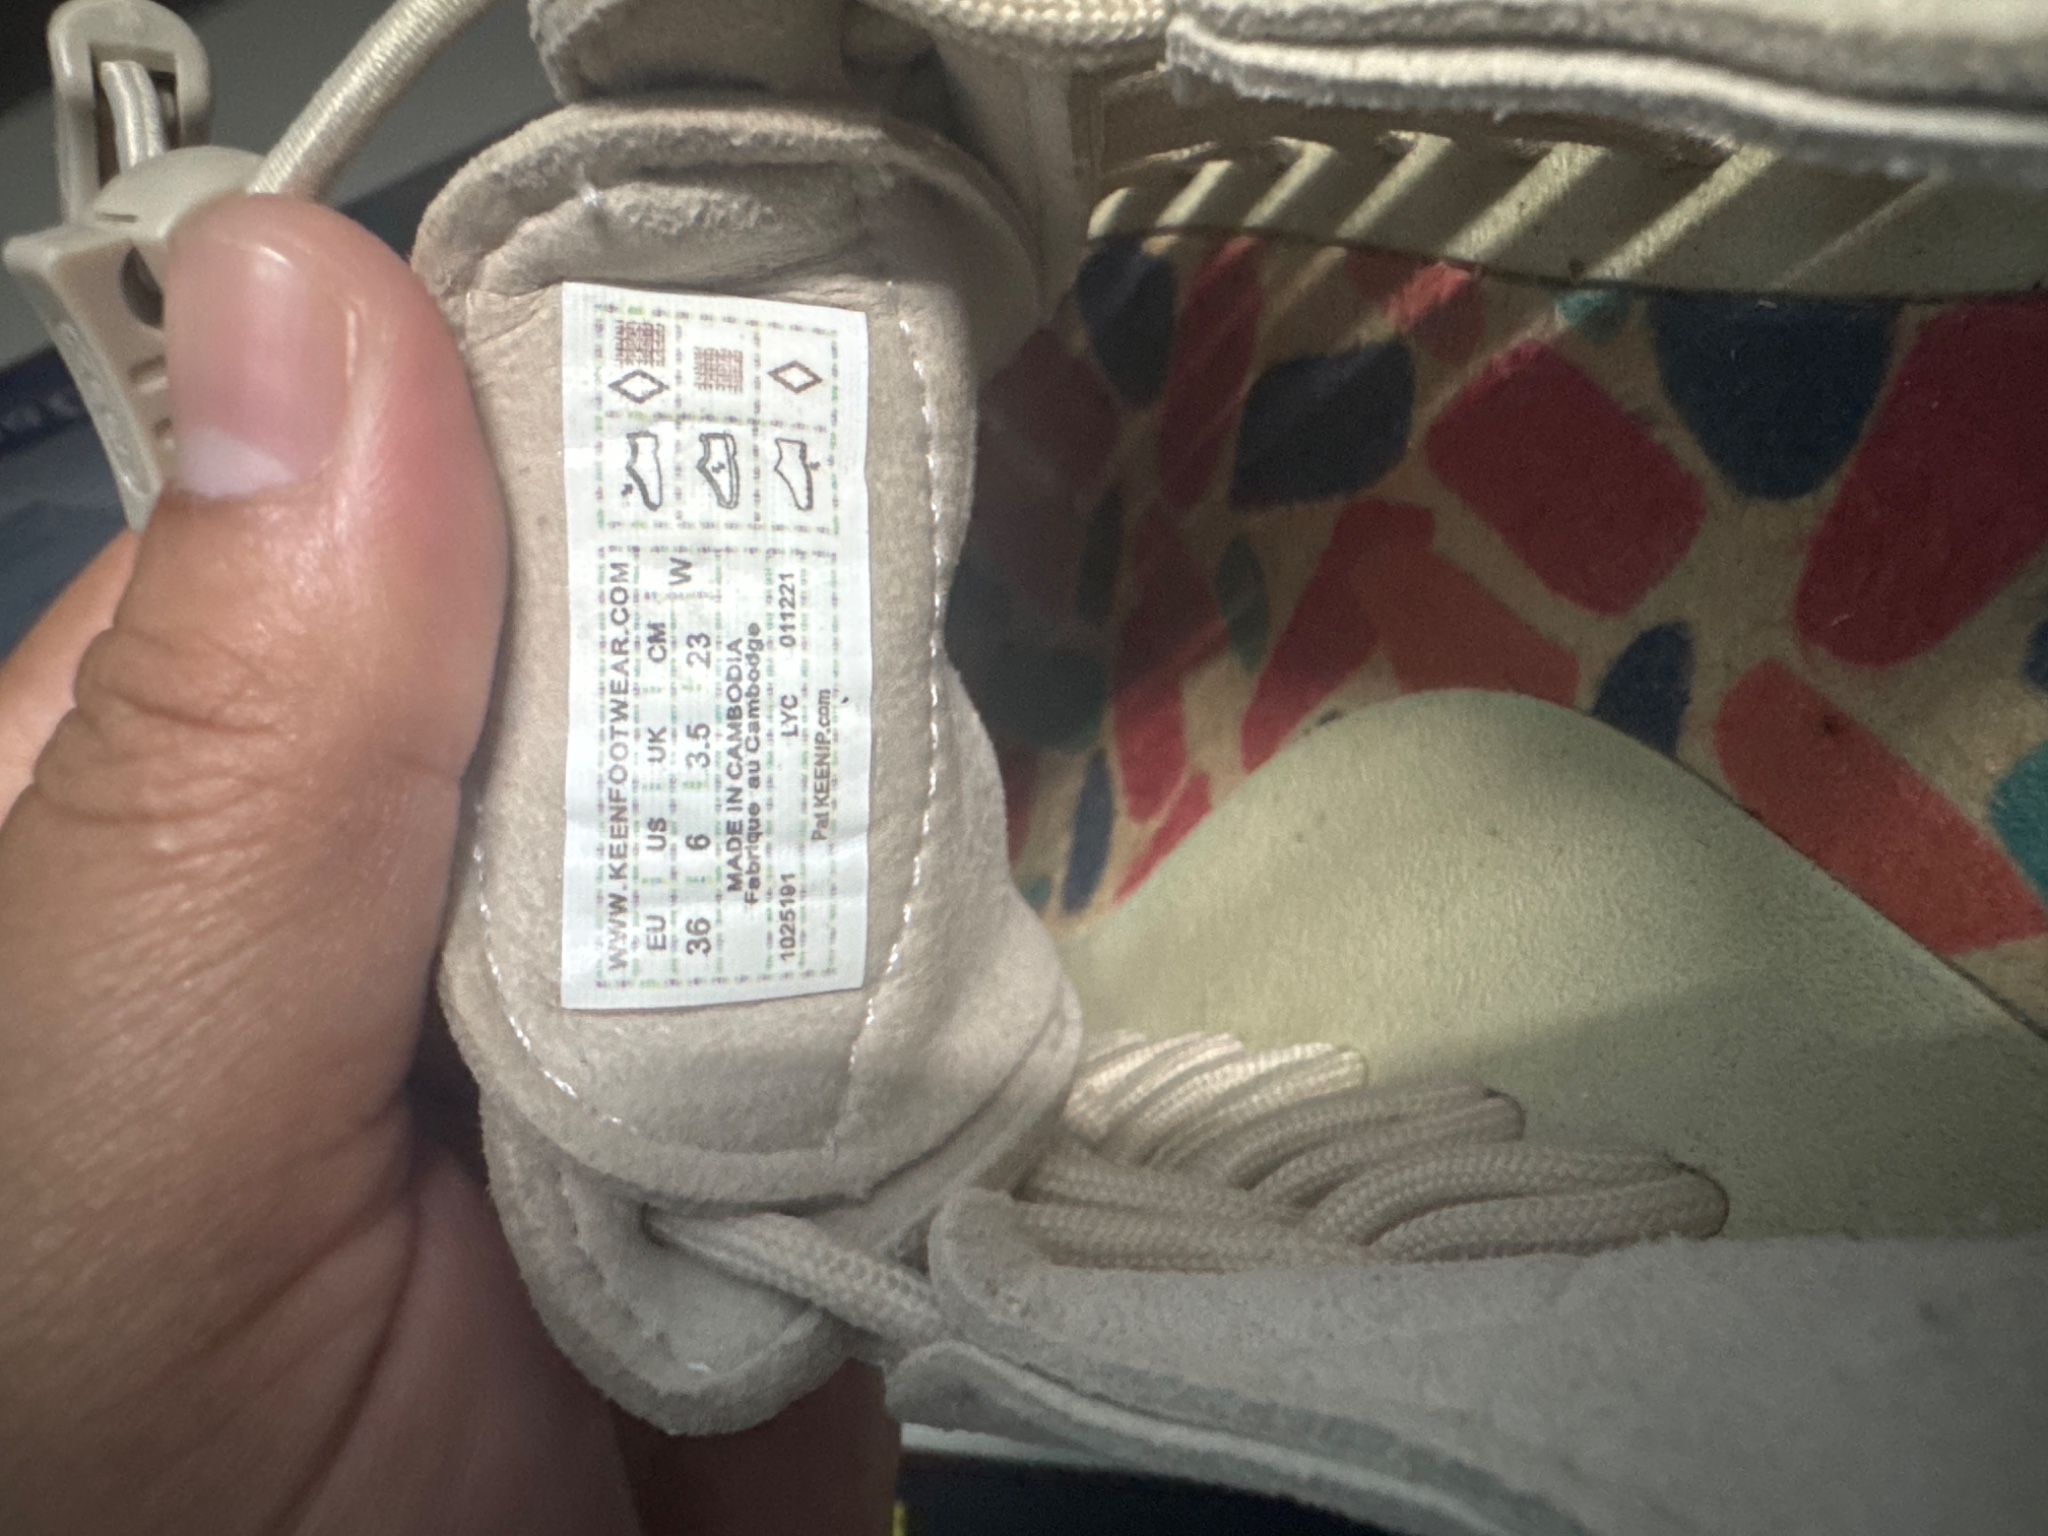 WWW.KEENFOOTWEAR.COM
EU US UK CM W
36 6 3.5 23
MADE IN CAMBODIA
Fabrique au Cambodge
1025191 LYC 011221
Pat KEENIP.com